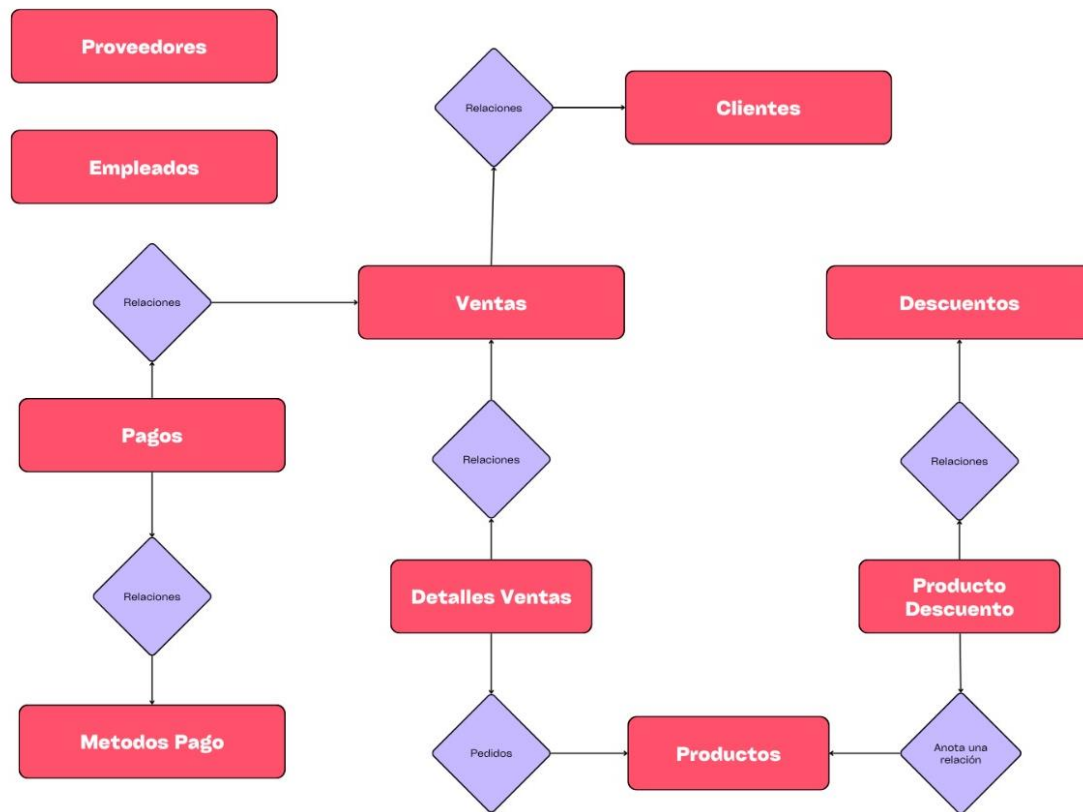 Proveedores
Relaciones
Clientes
Empleados
Relaciones
Ventas
Descuentos
Pagos
Relaciones
Relaciones
Relaciones
Detalles Ventas
Producto
Descuento
Metodos Pago
Pedidos
Productos
Anota una
relación